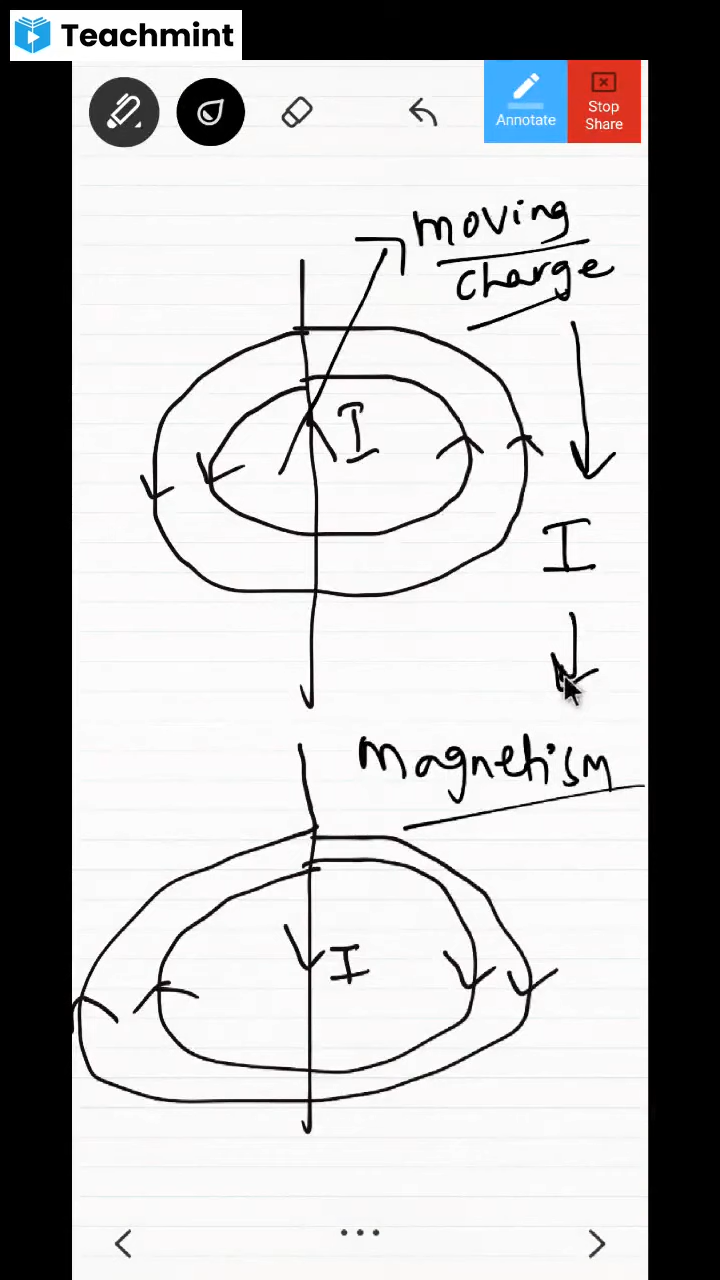 Teachmint
Annotate
Stop
Share
moving
charge
I
I
magnetism
I